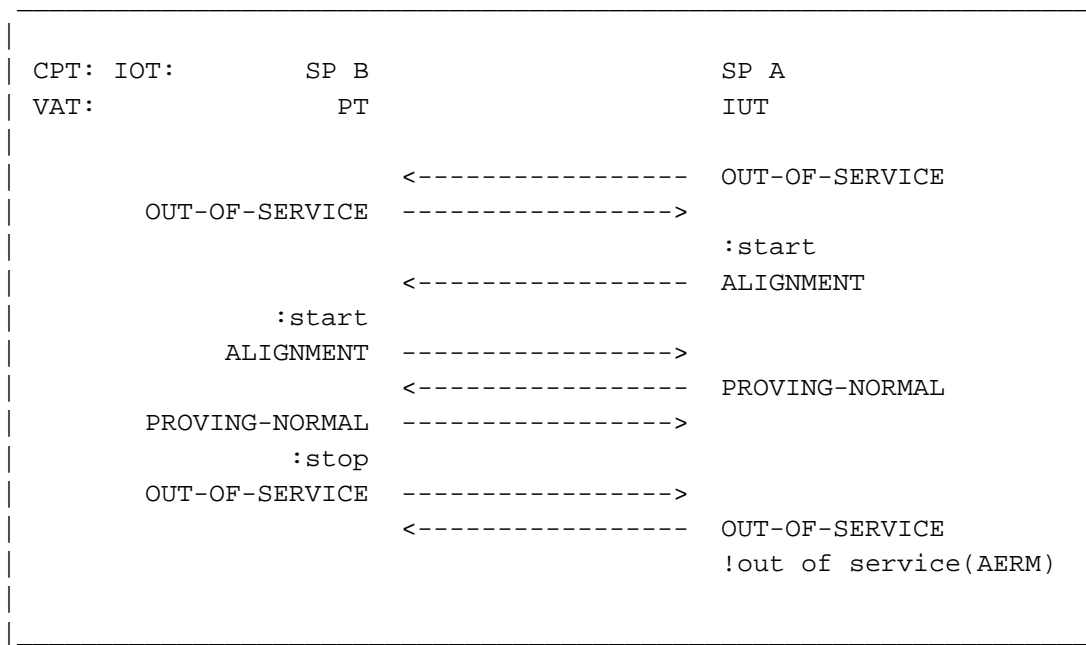 CPT: IOT: SP B SP A
VAT: PT IUT
<----------------- OUT-OF-SERVICE
OUT-OF-SERVICE ----------------->
:start
<----------------- ALIGNMENT
:start
ALIGNMENT ----------------->
<----------------- PROVING-NORMAL
PROVING-NORMAL ----------------->
:stop
OUT-OF-SERVICE ----------------->
<----------------- OUT-OF-SERVICE
!out of service(AERM)